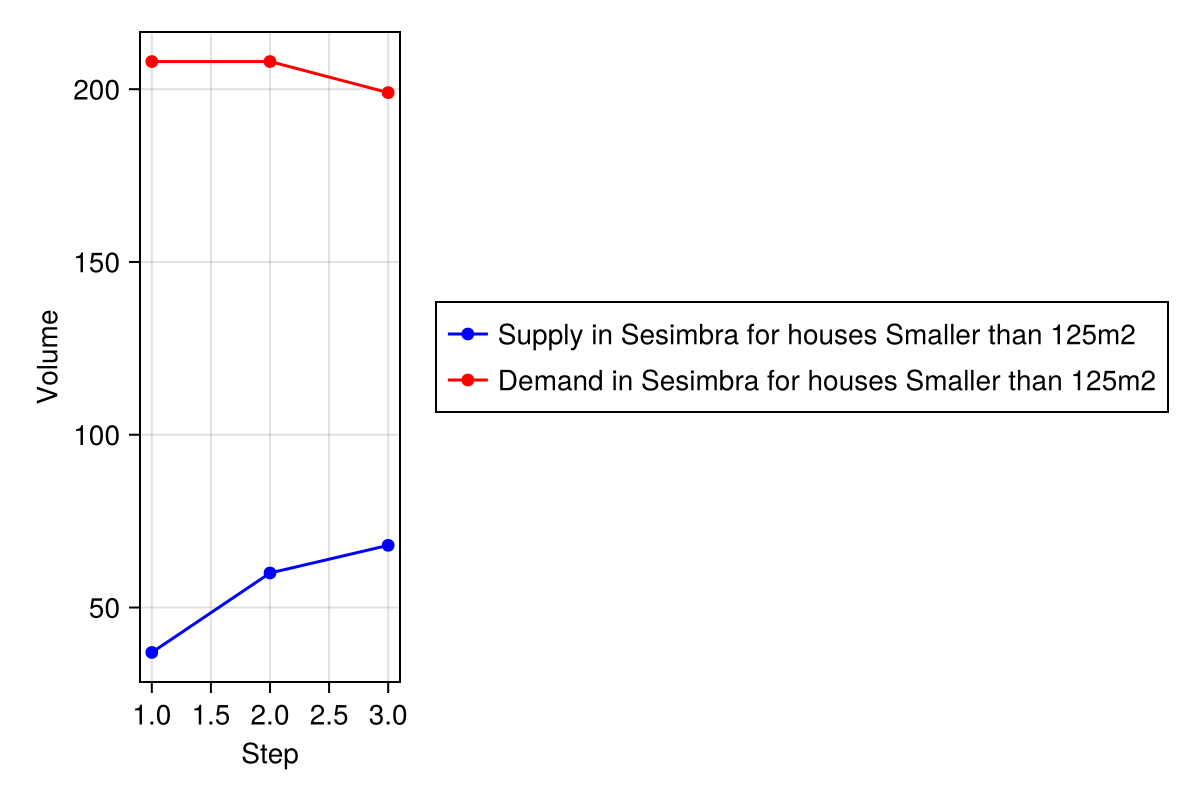 200
150
100
50
Volume
1.0 1.5 2.0 2.5 3.0
Step
Supply in Sesimbra for houses Smaller than 125m2
Demand in Sesimbra for houses Smaller than 125m2